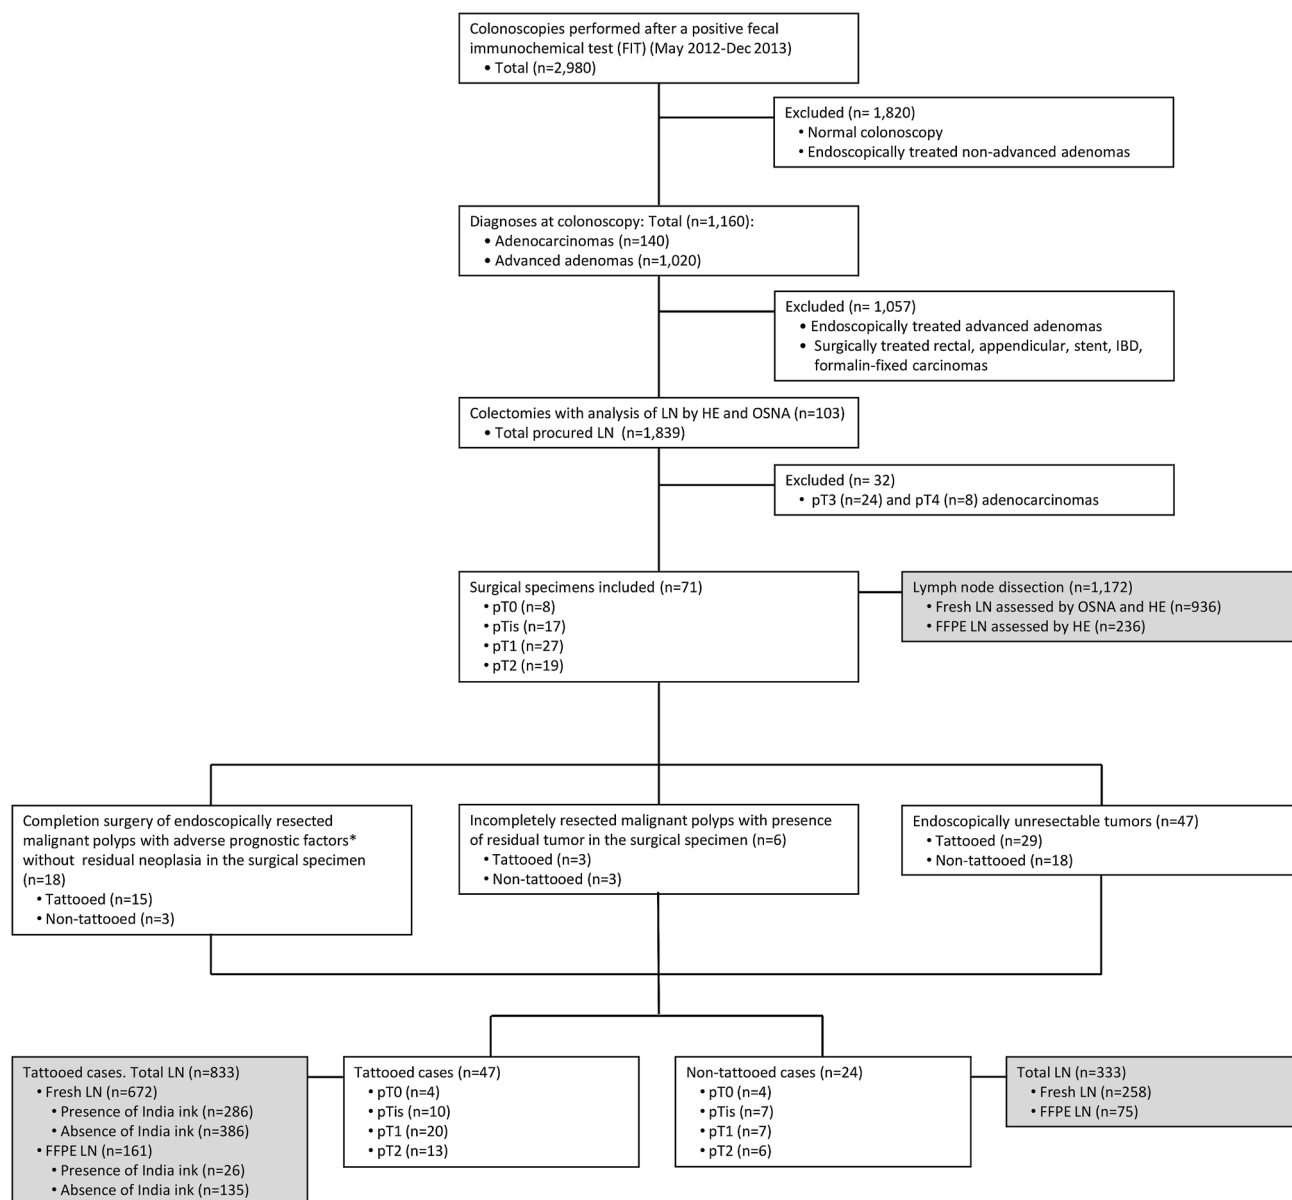 Colonoscopies performed after a positive fecal
immunochemical test (FIT) (May 2012-Dec 2013)
• Total (n=2,980)
Excluded (n= 1,820)
• Normal colonoscopy
• Endoscopically treated non-advanced adenomas
Diagnoses at colonoscopy: Total (n=1,160):
• Adenocarcinomas (n=140)
• Advanced adenomas (n=1,020)
Excluded (n= 1,057)
• Endoscopically treated advanced adenomas
• Surgically treated rectal, appendicular, stent, IBD,
formalin-fixed carcinomas
Colectomies with analysis of LN by HE and OSNA (n=103)
• Total procured LN (n=1,839)
Excluded (n= 32)
• pT3 (n=24) and pT4 (n=8) adenocarcinomas
Surgical specimens included (n=71)
• pT0 (n=8)
• pTis (n=17)
• pT1 (n=27)
• pT2 (n=19)
Lymph node dissection (n=1,172)
• Fresh LN assessed by OSNA and HE (n=936)
• FFPE LN assessed by HE (n=236)
Completion surgery of endoscopically resected
malignant polyps with adverse prognostic factors*
without residual neoplasia in the surgical specimen
(n=18)
• Tattooed (n=15)
• Non-tattooed (n=3)
Incompletely resected malignant polyps with presence
of residual tumor in the surgical specimen (n=6)
• Tattooed (n=3)
• Non-tattooed (n=3)
Endoscopically unresectable tumors (n=47)
• Tattooed (n=29)
• Non-tattooed (n=18)
Tattooed cases. Total LN (n=833)
• Fresh LN (n=672)
• Presence of India ink (n=286)
• Absence of India ink (n=386)
• FFPE LN (n=161)
• Presence of India ink (n=26)
• Absence of India ink (n=135)
Tattooed cases (n=47)
• pT0 (n=4)
• pTis (n=10)
• pT1 (n=20)
• pT2 (n=13)
Non-tattooed cases (n=24)
• pT0 (n=4)
• pTis (n=7)
• pT1 (n=7)
• pT2 (n=6)
Total LN (n=333)
• Fresh LN (n=258)
• FFPE LN (n=75)